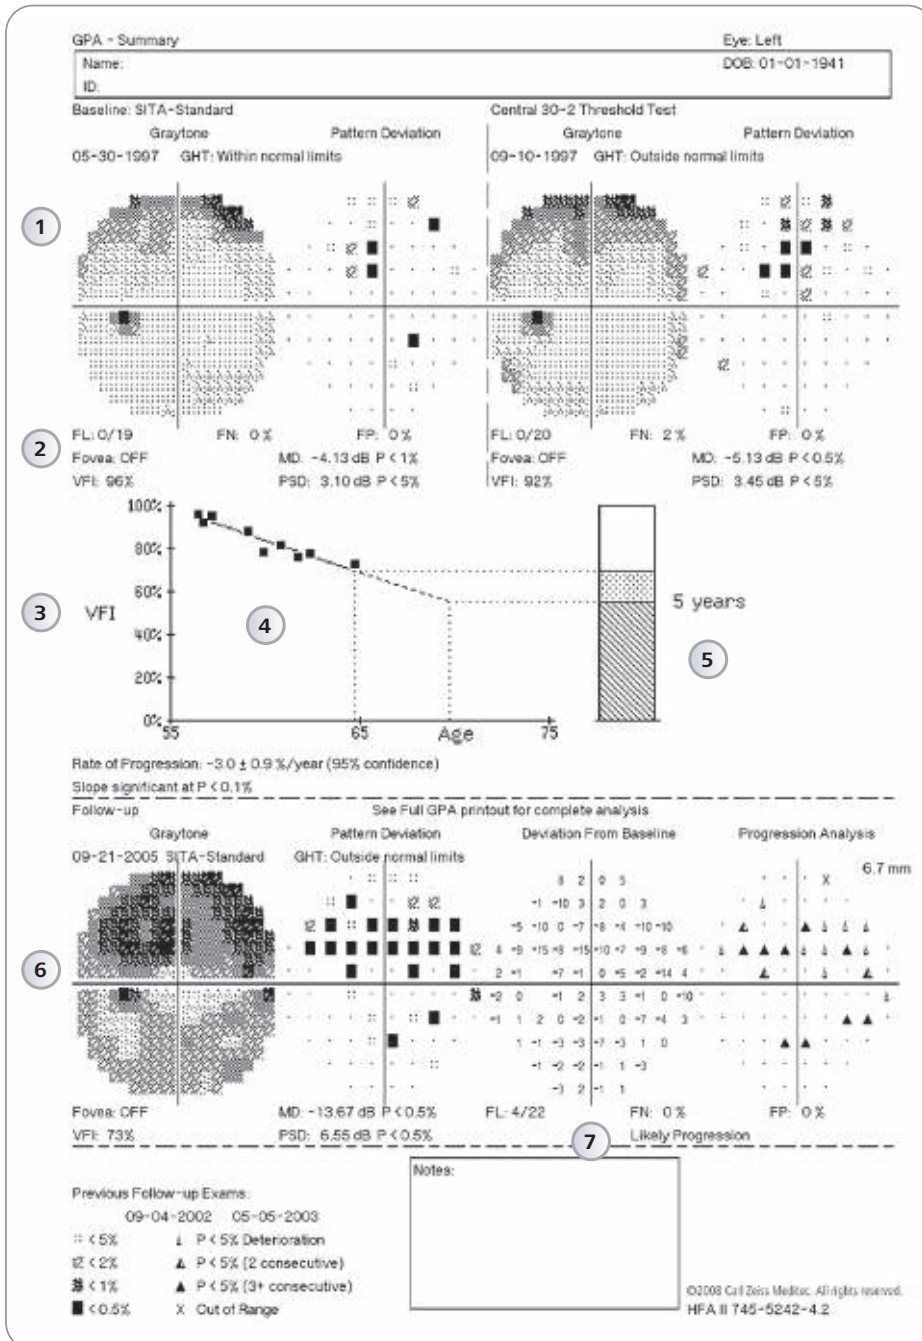 GPA - Summary Eye: Left
Name: DOB: 01-01-1941
ID:
Baseline: SITA-Standard Central 30-2 Threshold Test
Graytone Pattern Deviation Graytone Pattern Deviation
05-30-1997 GHT: Within normal limits 09-10-1997 GHT: Outside normal limits
1
2
FL: 0/19 FN: 0 % FP: 0 % FL: 0/20 FN: 2 % FP: 0 %
Fovea: OFF MD: -4.13 dB P < 1% Fovea: OFF MD: -5.13 dB P < 0.5%
VFI: 96% PSD: 3.10 dB P < 5% VFI: 92% PSD: 3.45 dB P < 5%
100%
80%
60%
5 years
3 VFI 4
40%
5
20%
0%
55 65 Age 75
Rate of Progression: -3.0 ± 0.9 %/year (95% confidence)
Slope significant at P < 0.1%
Follow-up See Full GPA printout for complete analysis
Graytone Pattern Deviation Deviation From Baseline Progression Analysis
09-21-2005 SITA-Standard GHT: Outside normal limits 6.7 mm
X
6
Fovea: OFF MD: -13.67 dB P < 0.5% FL: 4/22 FN: 0 % FP: 0 %
VFI: 73% PSD: 6.55 dB P < 0.5% 7 Likely Progression
Notes:
Previous Follow-up Exams:
09-04-2002 05-05-2003
< 5% P < 5% Deterioration
< 2% P < 5% (2 consecutive)
< 1% P < 5% (3+ consecutive)
< 0.5% X Out of Range
©2008 Carl Zeiss Meditec. All rights reserved.
HFA II 745-5242-4.2